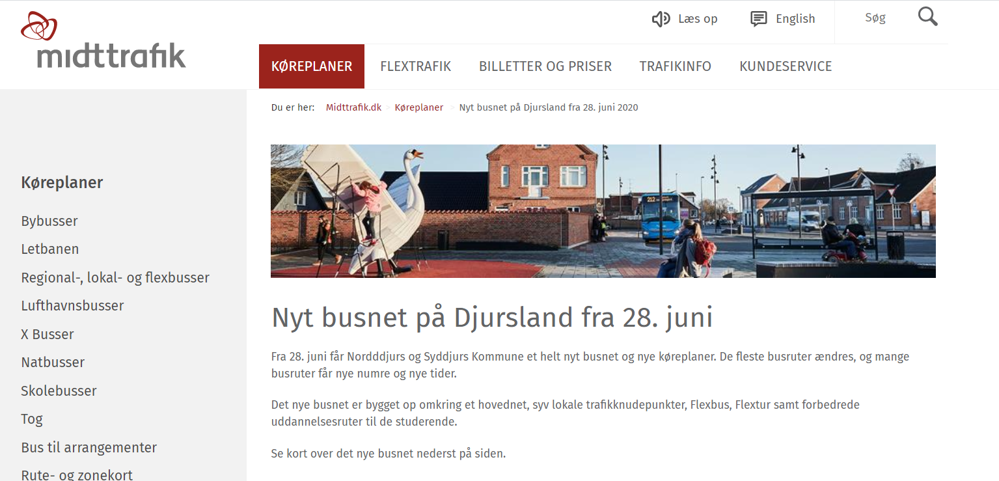 midttrafik
Læs op
English
Søg
KØREPLANER
FLEXTRAFIK
BILLETTER OG PRISER
TRAFIKINFO
KUNDESERVICE
Du er her: Midttrafik.dk > Køreplaner > Nyt busnet på Djursland fra 28. juni 2020
Køreplaner
Bybusser
Letbanen
Regional-, lokal- og flexbusser
Lufthavnsbusser
X Busser
Natbusser
Skolebusser
Tog
Bus til arrangementer
Rute- og zonekort
212
Nyt busnet på Djursland fra 28. juni
Fra 28. juni får Nordddjurs og Syddjurs Kommune et helt nyt busnet og nye køreplaner. De fleste busruter ændres, og mange
busruter får nye numre og nye tider.
Det nye busnet er bygget op omkring et hovednet, syv lokale trafikknudepunkter, Flexbus, Flextur samt forbedrede
uddannelsesruter til de studerende.
Se kort over det nye busnet nederst på siden.